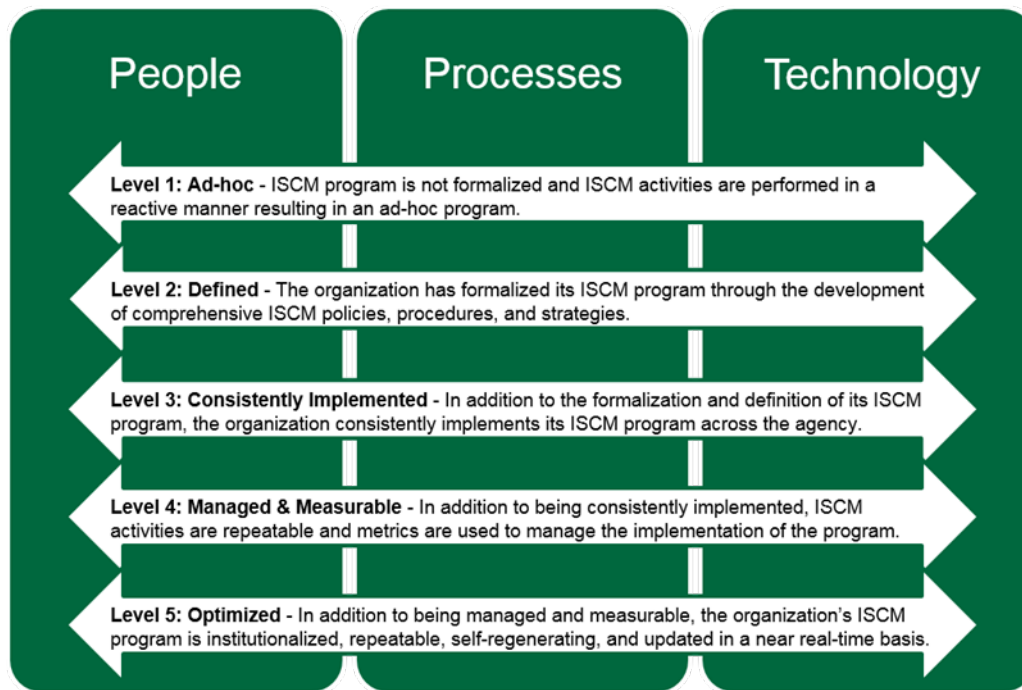 People
Processes
Technology
Level 1: Ad-hoc - ISCM program is not formalized and ISCM activities are performed in a
reactive manner resulting in an ad-hoc program.
Level 2: Defined - The organization has formalized its ISCM program through the development
of comprehensive ISCM policies, procedures, and strategies.
Level 3: Consistently Implemented - In addition to the formalization and definition of its ISCM
program, the organization consistently implements its ISCM program across the agency.
Level 4: Managed & Measurable - In addition to being consistently implemented, ISCM
activities are repeatable and metrics are used to manage the implementation of the program.
Level 5: Optimized - In addition to being managed and measurable, the organization's ISCM
program is institutionalized, repeatable, self-regenerating, and updated in a near real-time basis.